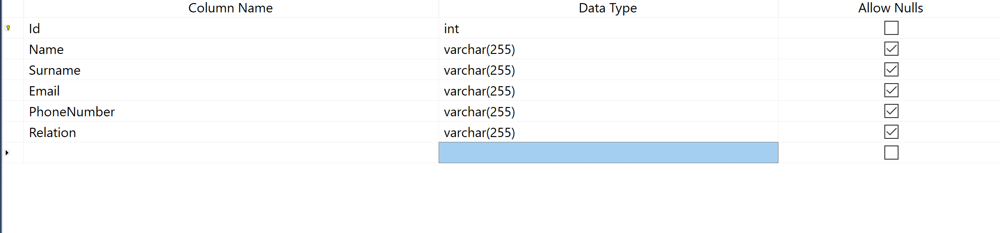 Column Name Data Type Allow Nulls
Id int
Name varchar(255)
Surname varchar(255)
Email varchar(255)
PhoneNumber varchar(255)
Relation varchar(255)